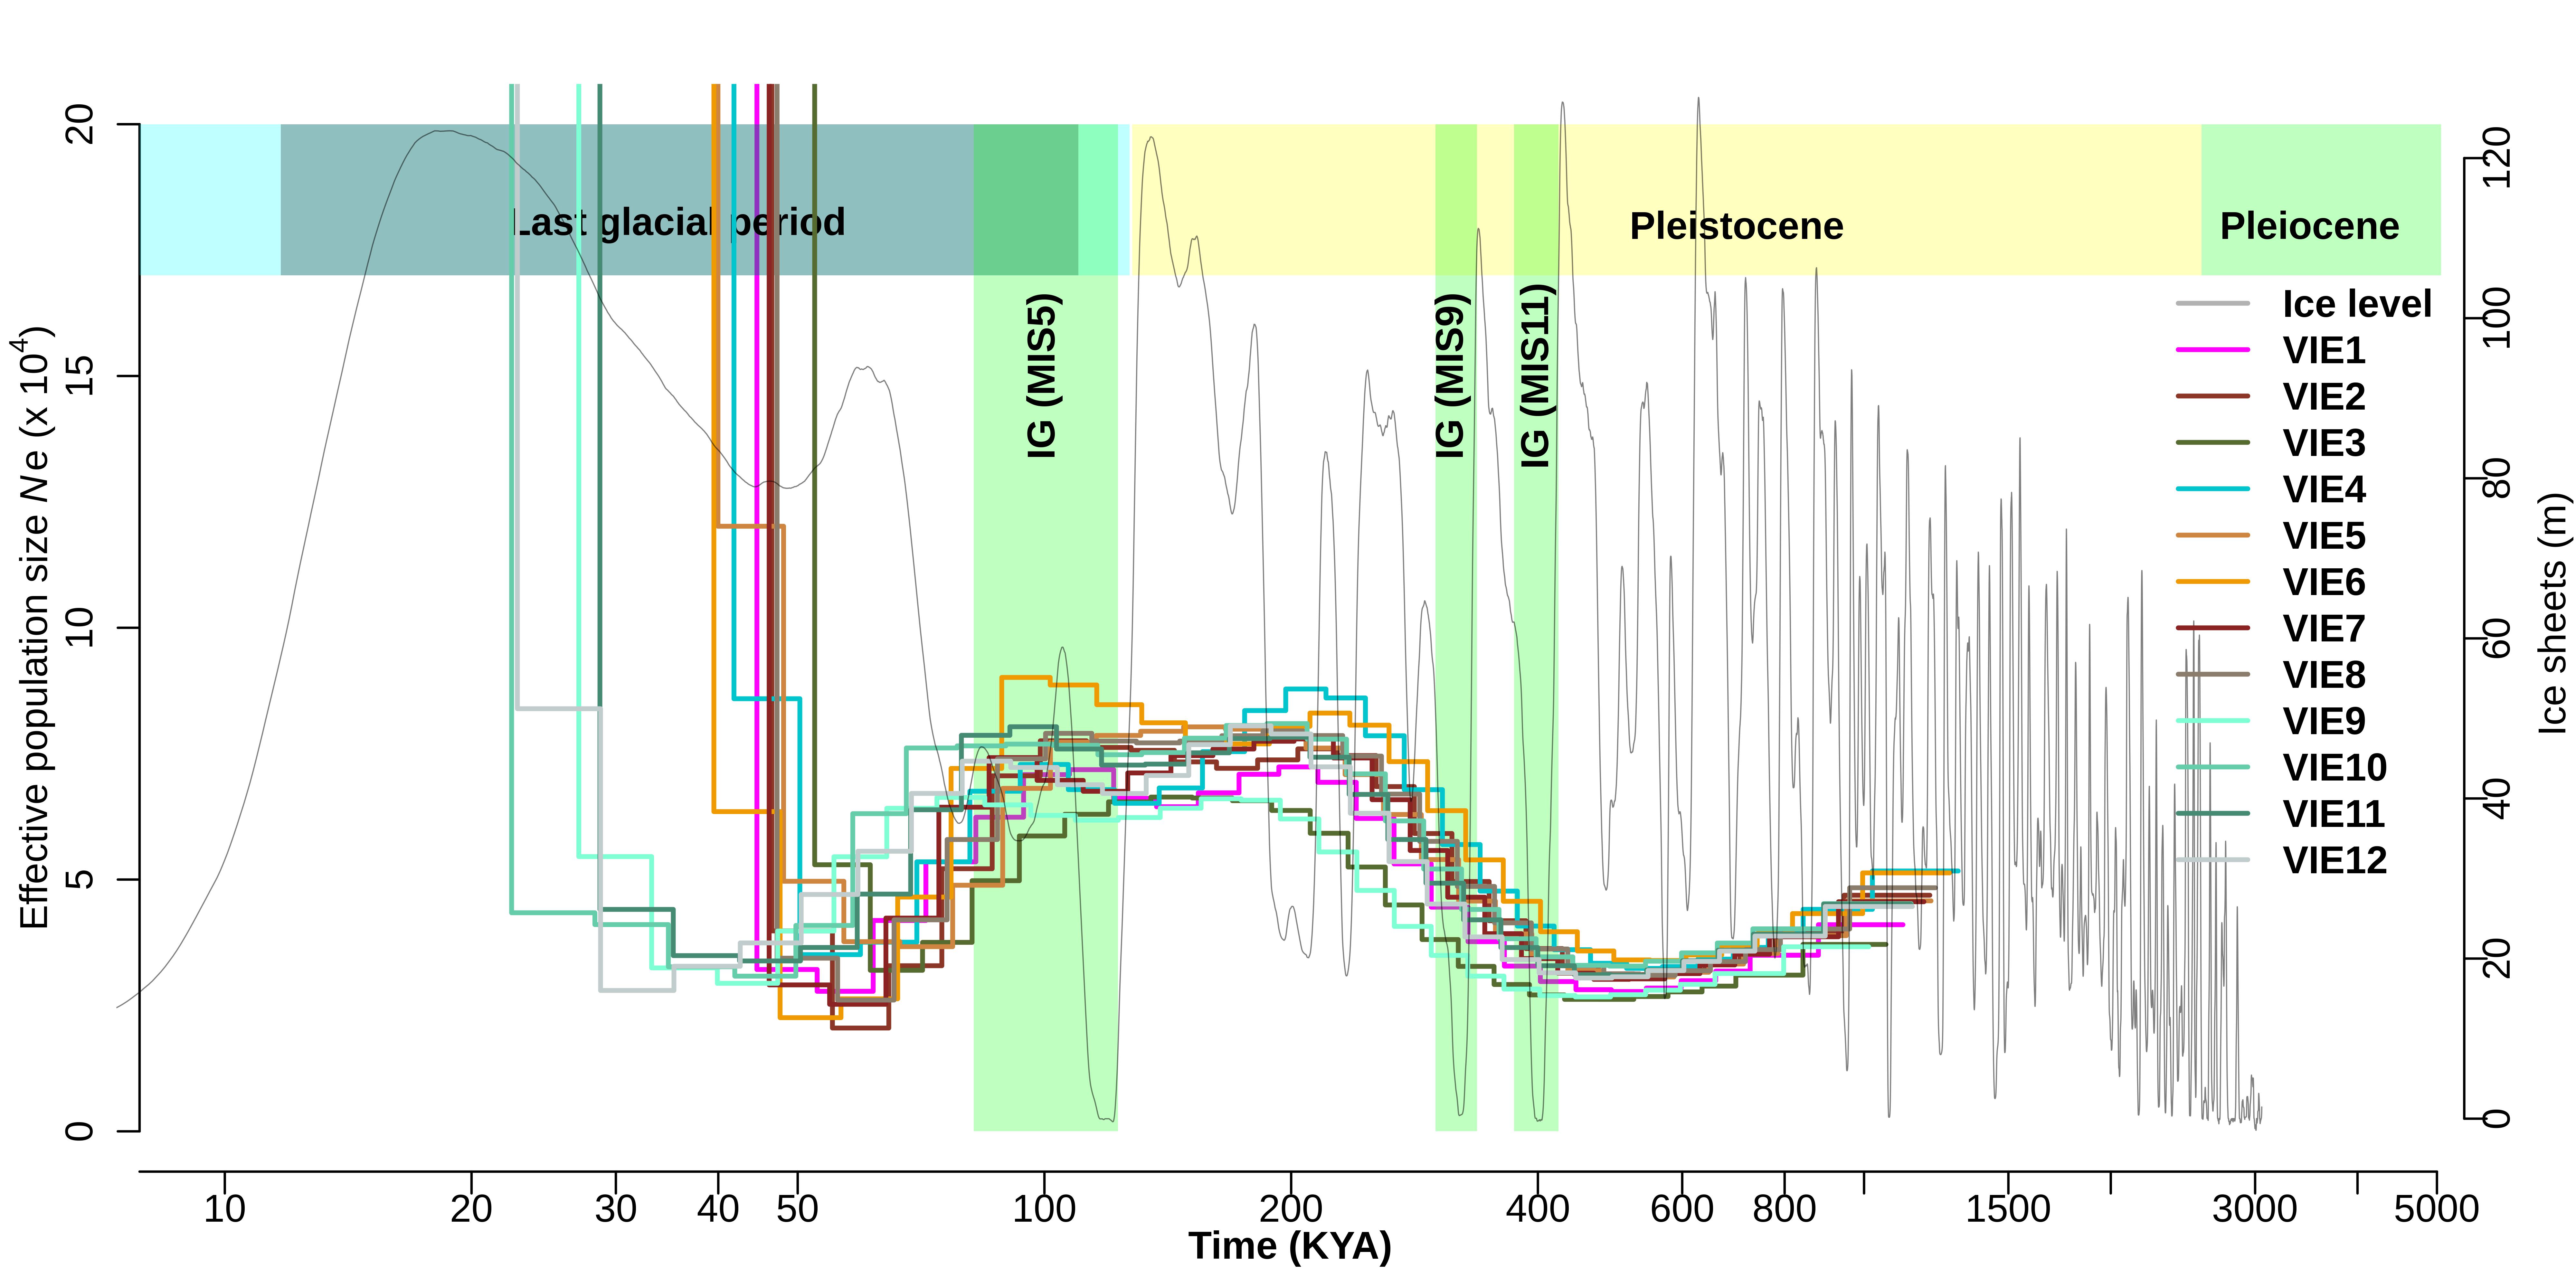 Effective population size Ne (x 10⁴)
20
15
10
5
0
Last glacial period
Pleistocene
Pleiocene
IG (MIS5)
IG (MIS9)
IG (MIS11)
Ice level
VIE1
VIE2
VIE3
VIE4
VIE5
VIE6
VIE7
VIE8
VIE9
VIE10
VIE11
VIE12
120
100
80
60
40
20
0
Ice sheets (m)
10 20 30 40 50 100 200 400 600 800 1500 3000 5000
Time (KYA)